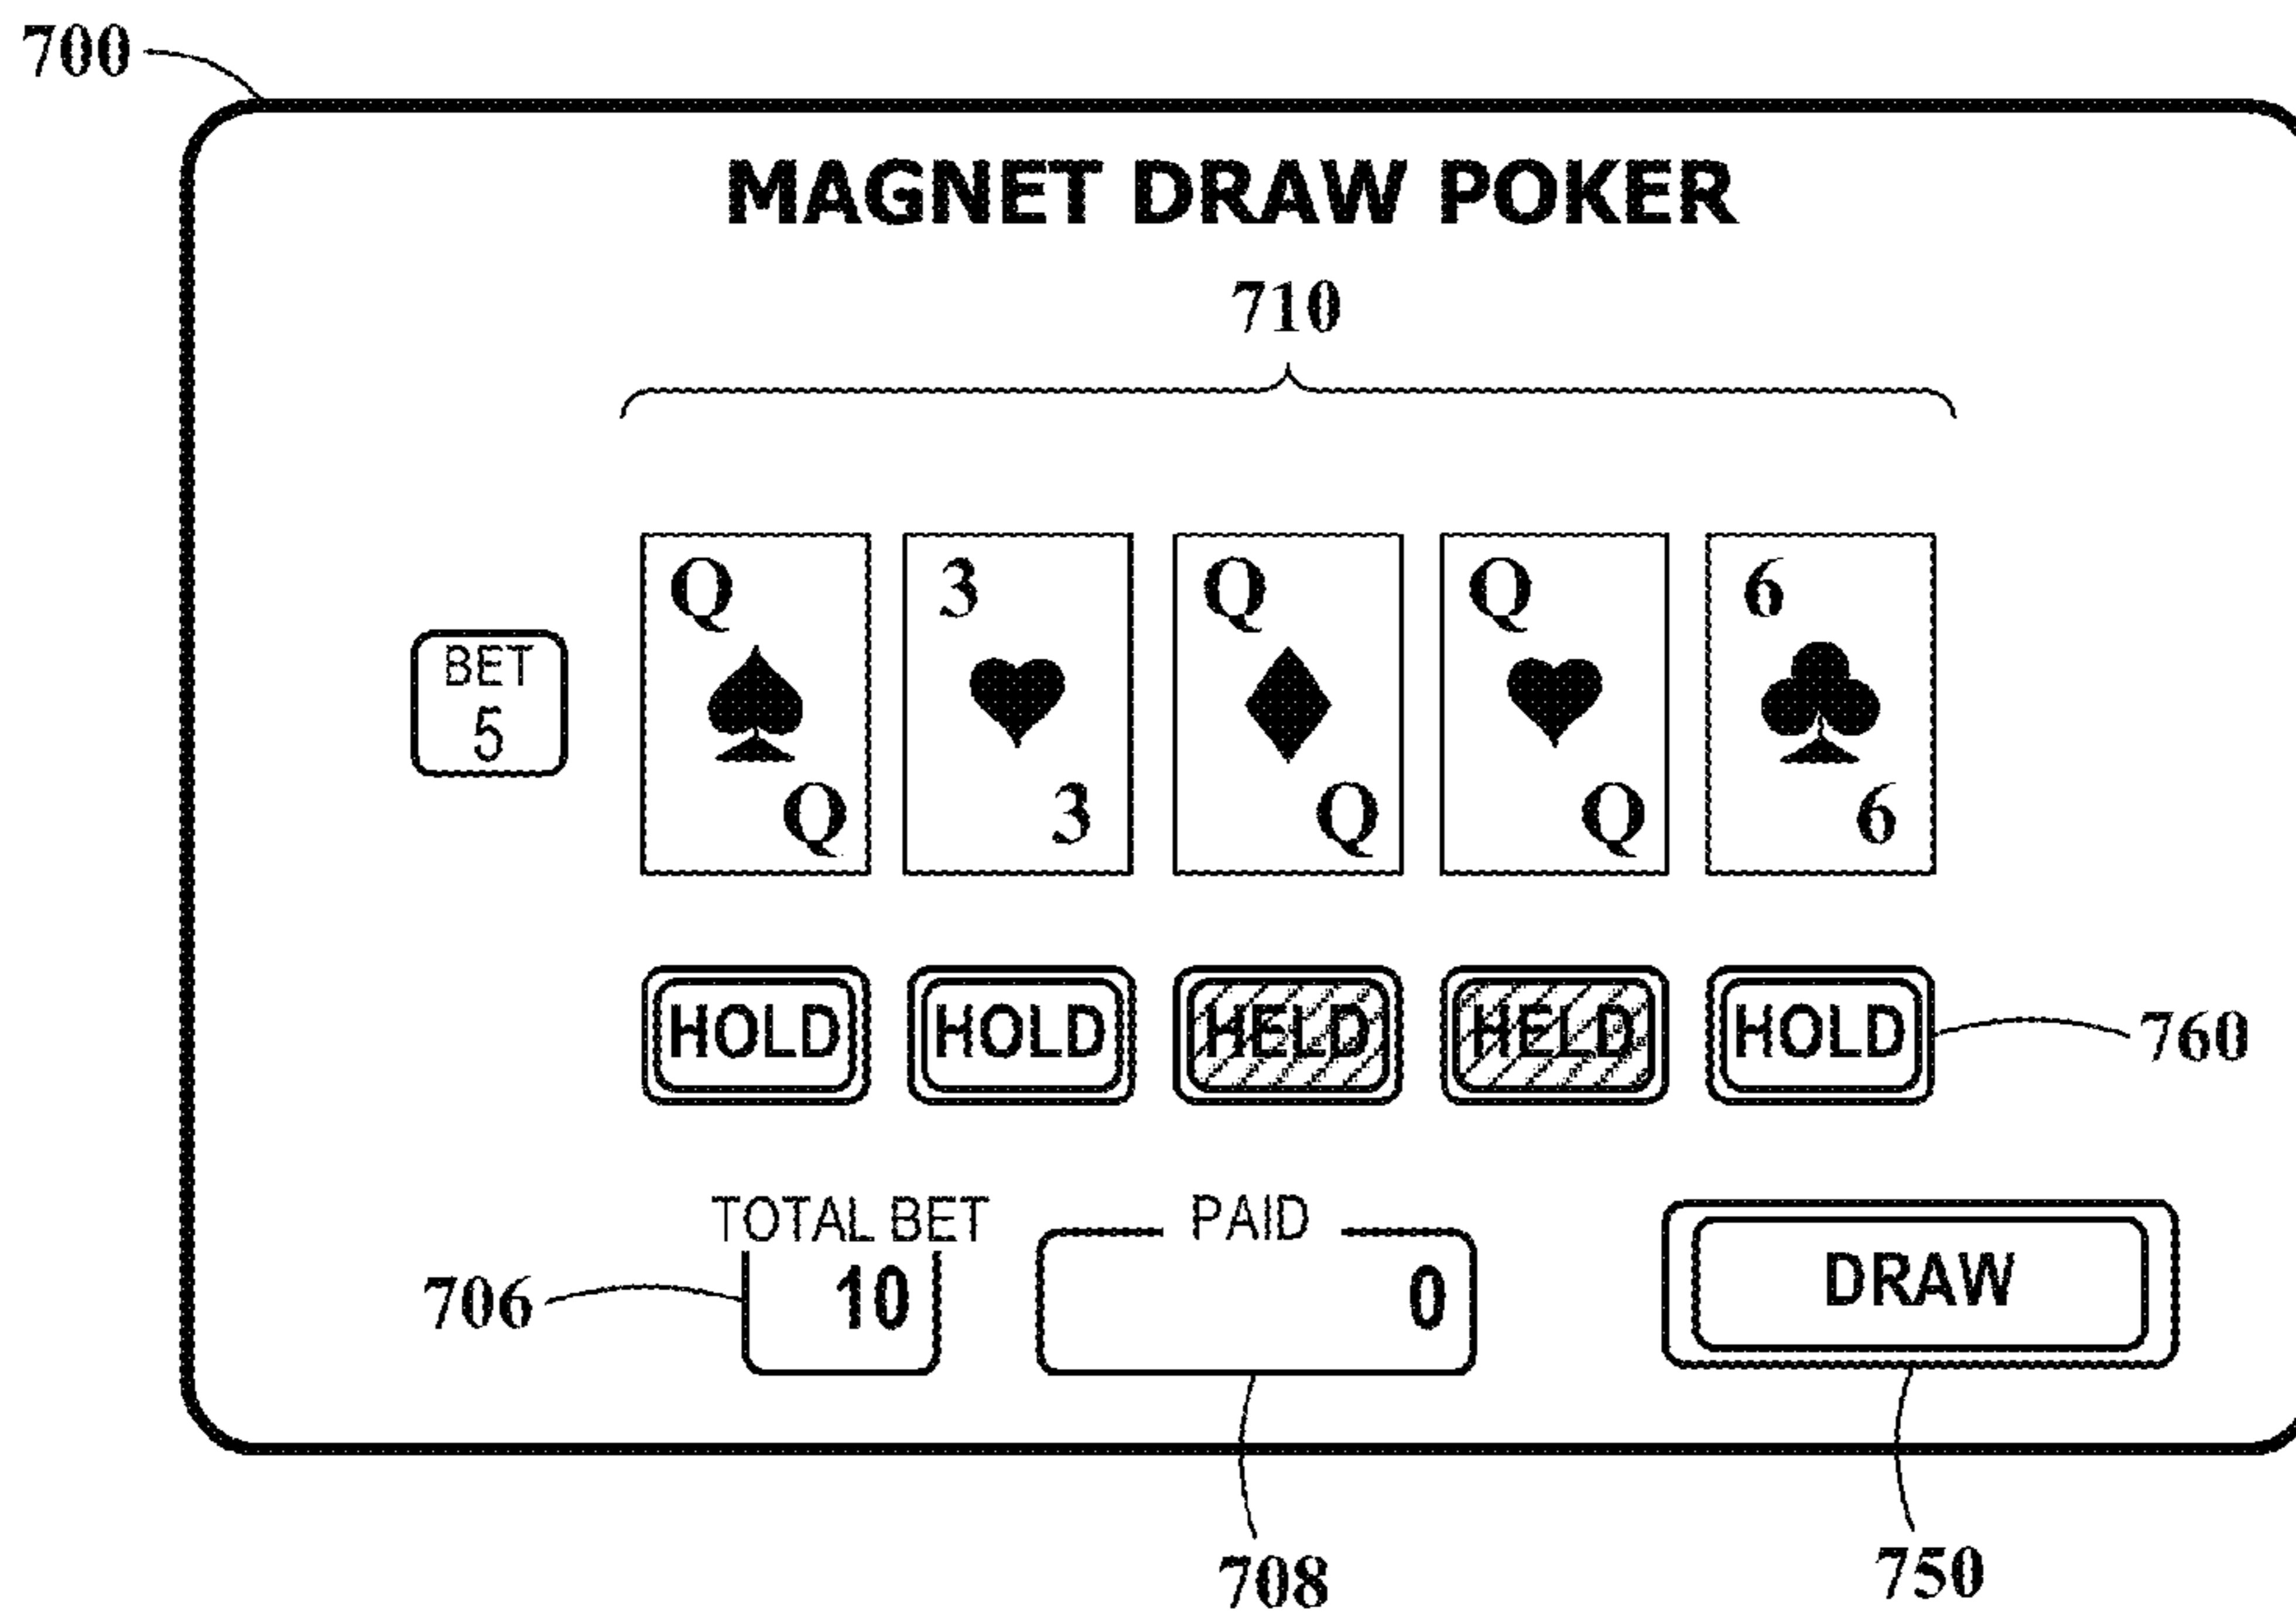 700
MAGNET DRAW POKER
710
Q 3 Q Q 6
BET
5
Q 3 Q Q 6
HOLD HOLD HELD HELD HOLD 760
TOTAL BET PAID
706 10 0 DRAW
708 750